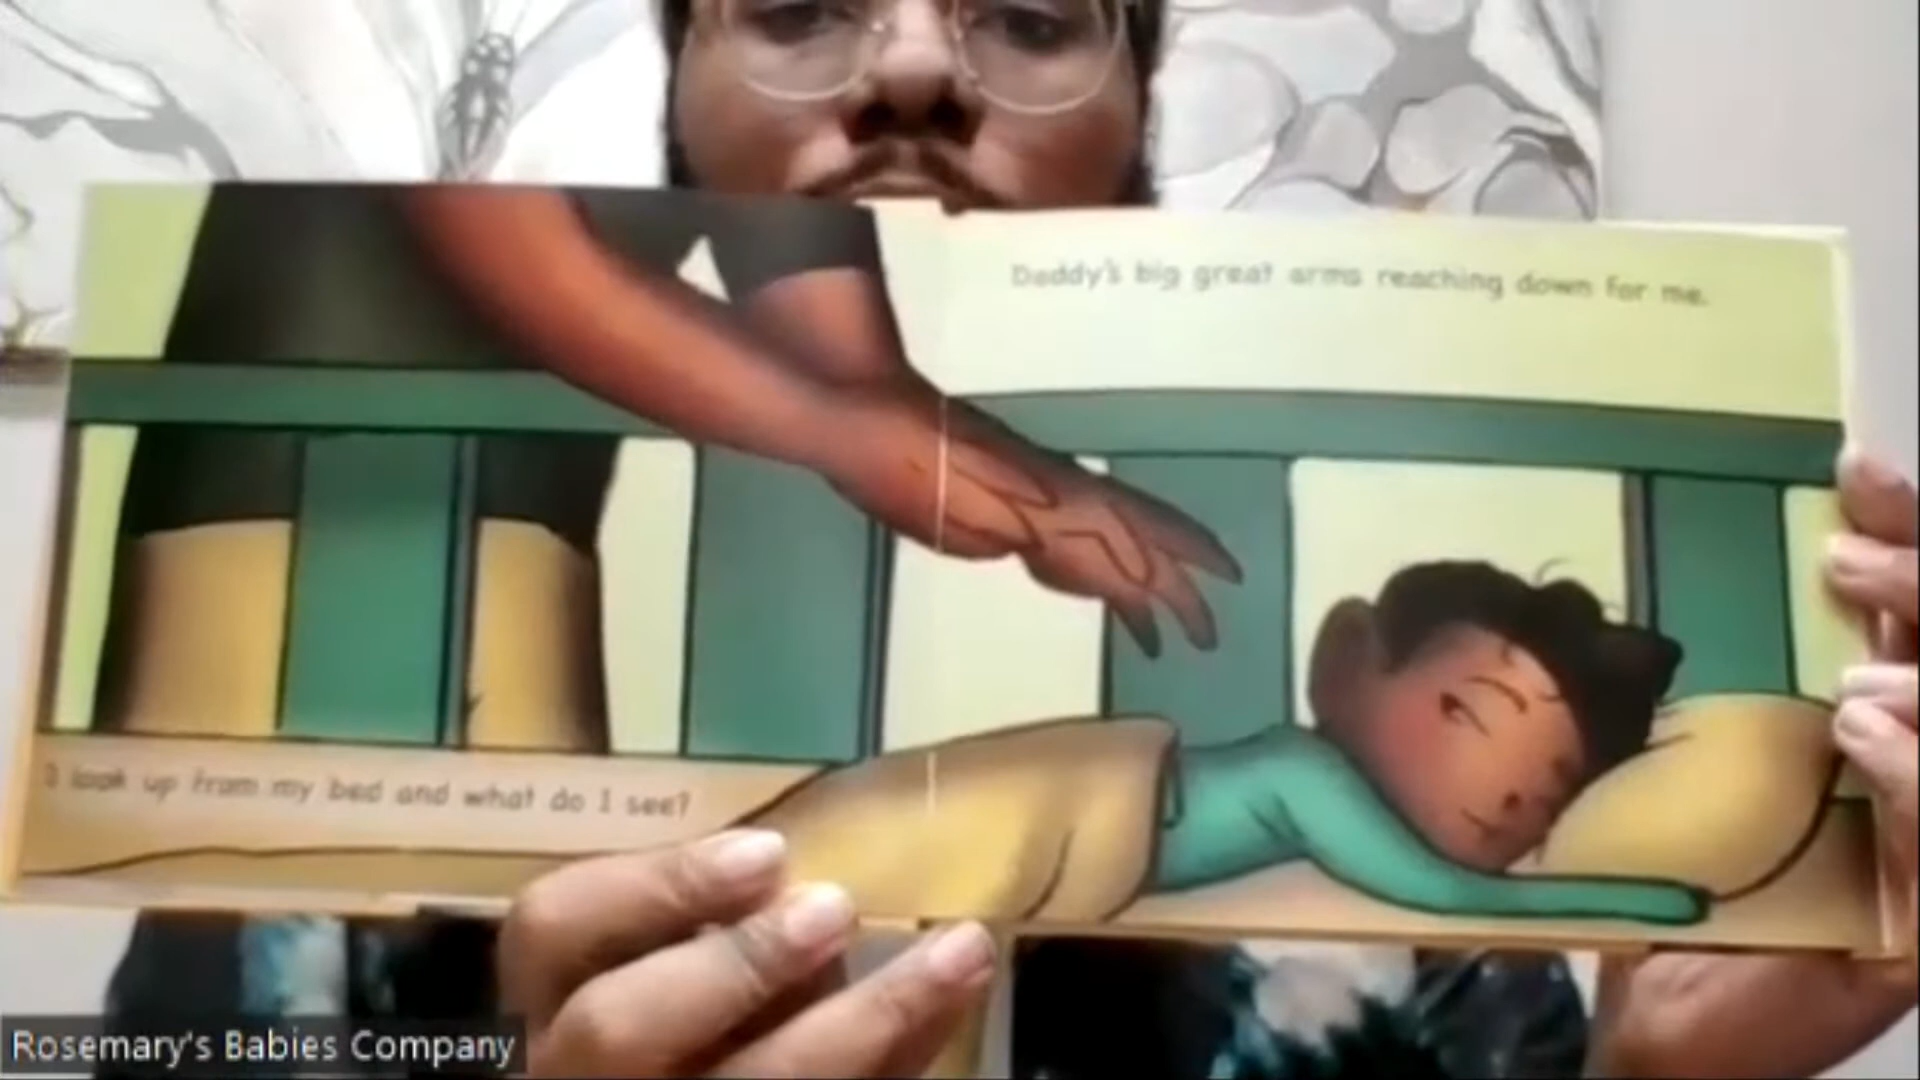 I look up from my bed and what do I see?
Daddy's big great arms reaching down for me.
Rosemary's Babies Company